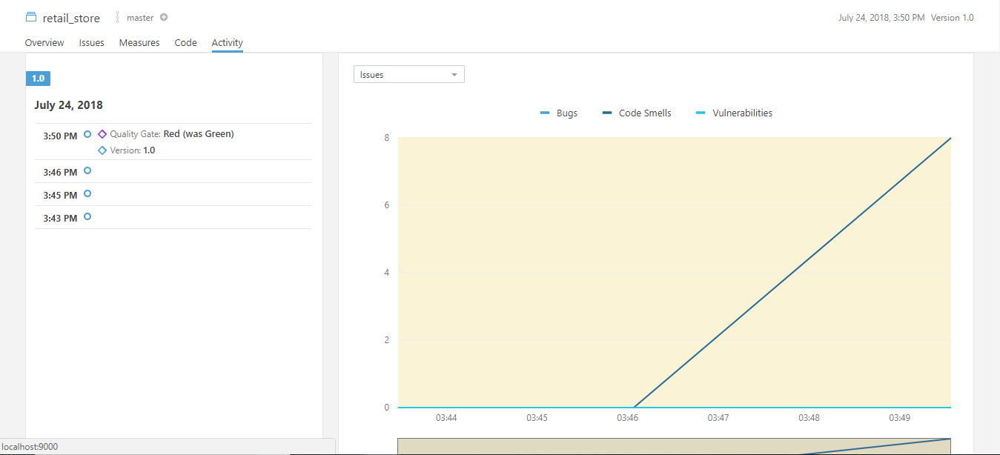 retail_store master July 24, 2018, 3:50 PM Version 1.0
Overview Issues Measures Code Activity
1.0
July 24, 2018
3:50 PM Quality Gate: Red (was Green)
Version: 1.0
3:46 PM
3:45 PM
3:43 PM
Issues
Bugs Code Smells Vulnerabilities
8
6
4
2
0
03:44 03:45 03:46 03:47 03:48 03:49
localhost:9000